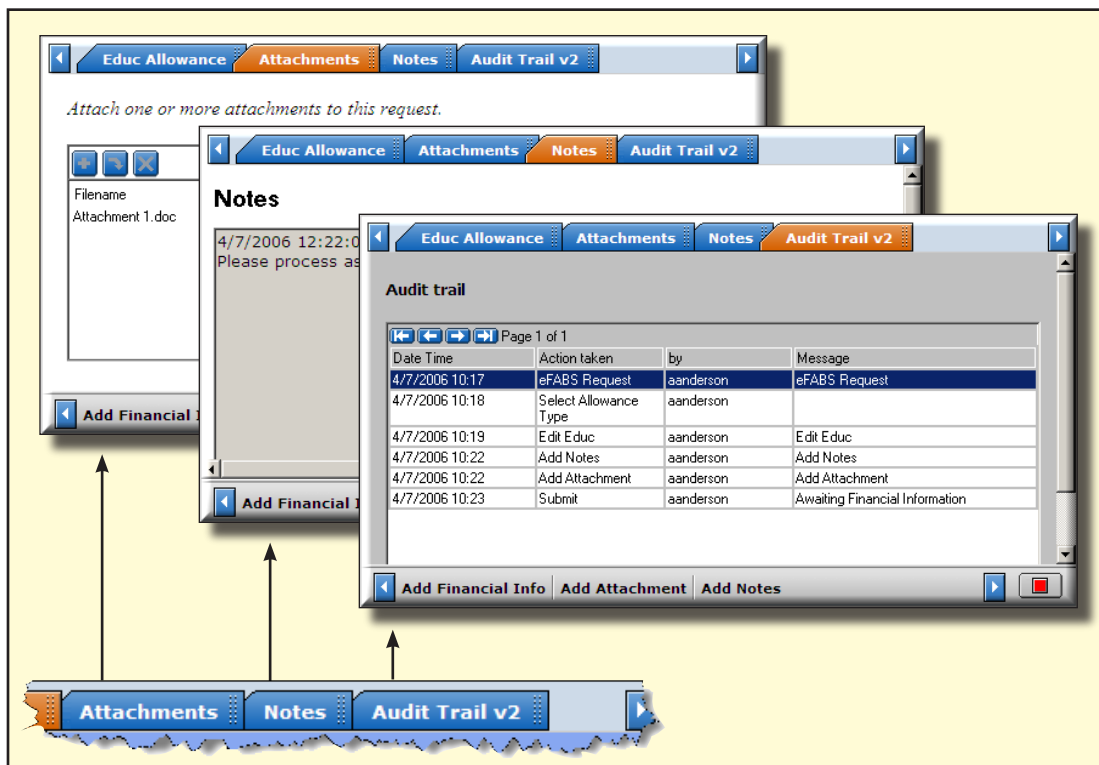 Educ Allowance Attachments Notes Audit Trail v2
Attach one or more attachments to this request.
Filename
Attachment 1.doc
Add Financial
Educ Allowance Attachments Notes Audit Trail v2
Notes
4/7/2006 12:22:0
Please process as
Add Financial
Educ Allowance Attachments Notes Audit Trail v2
Audit trail
Page 1 of 1
Date Time Action taken by Message
4/7/2006 10:17 eFABS Request aanderson eFABS Request
4/7/2006 10:18 Select Allowance aanderson
Type
4/7/2006 10:19 Edit Educ aanderson Edit Educ
4/7/2006 10:22 Add Notes aanderson Add Notes
4/7/2006 10:22 Add Attachment aanderson Add Attachment
4/7/2006 10:23 Submit aanderson Awaiting Financial Information
Add Financial Info Add Attachment Add Notes
Attachments Notes Audit Trail v2